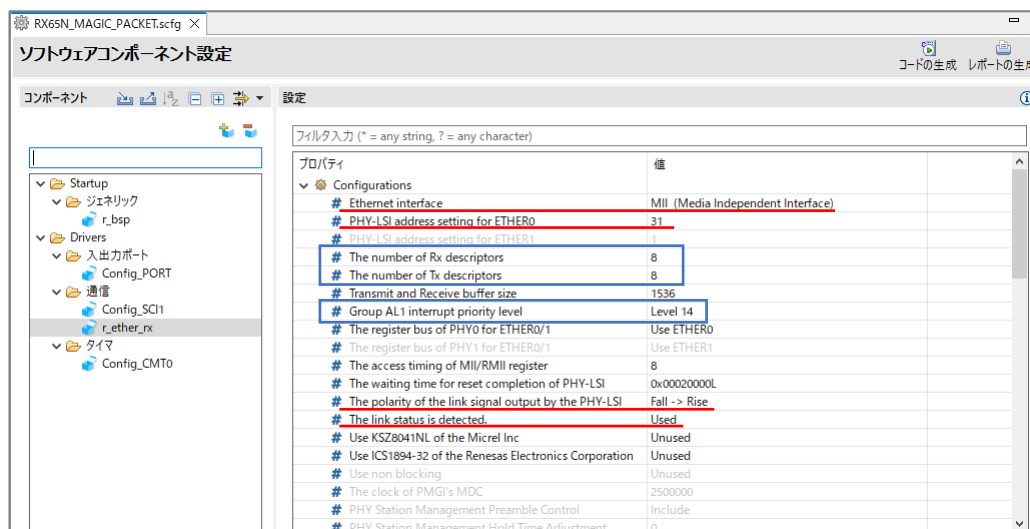 RX65N_MAGIC_PACKET.scfg
ソフトウェアコンポーネント設定
コードの生成 レポートの生成
コンポーネント
設定
フィルタ入力 (* = any string, ? = any character)
プロパティ 値
Startup
ジェネリック
r_bsp
Drivers
入出力ポート
Config_PORT
通信
Config_SCI1
r_ether_rx
タイマ
Config_CMT0
Configurations
# Ethernet interface MII (Media Independent Interface)
# PHY-LSI address setting for ETHER0 31
# PHY-LSI address setting for ETHER1 1
# The number of Rx descriptors 8
# The number of Tx descriptors 8
# Transmit and Receive buffer size 1536
# Group AL1 interrupt priority level Level 14
# The register bus of PHY0 for ETHER0/1 Use ETHER0
# The register bus of PHY1 for ETHER0/1 Use ETHER1
# The access timing of MII/RMII register 8
# The waiting time for reset completion of PHY-LSI 0x00020000L
# The polarity of the link signal output by the PHY-LSI Fall -> Rise
# The link status is detected. Used
# Use KSZ8041NL of the Micrel Inc Unused
# Use ICS1894-32 of the Renesas Electronics Corporation Unused
# Use non blocking Unused
# The clock of PMGI's MDC 2500000
# PHY Station Management Preamble Control Include
# PHY Station Management Hold Time Adjustment 0